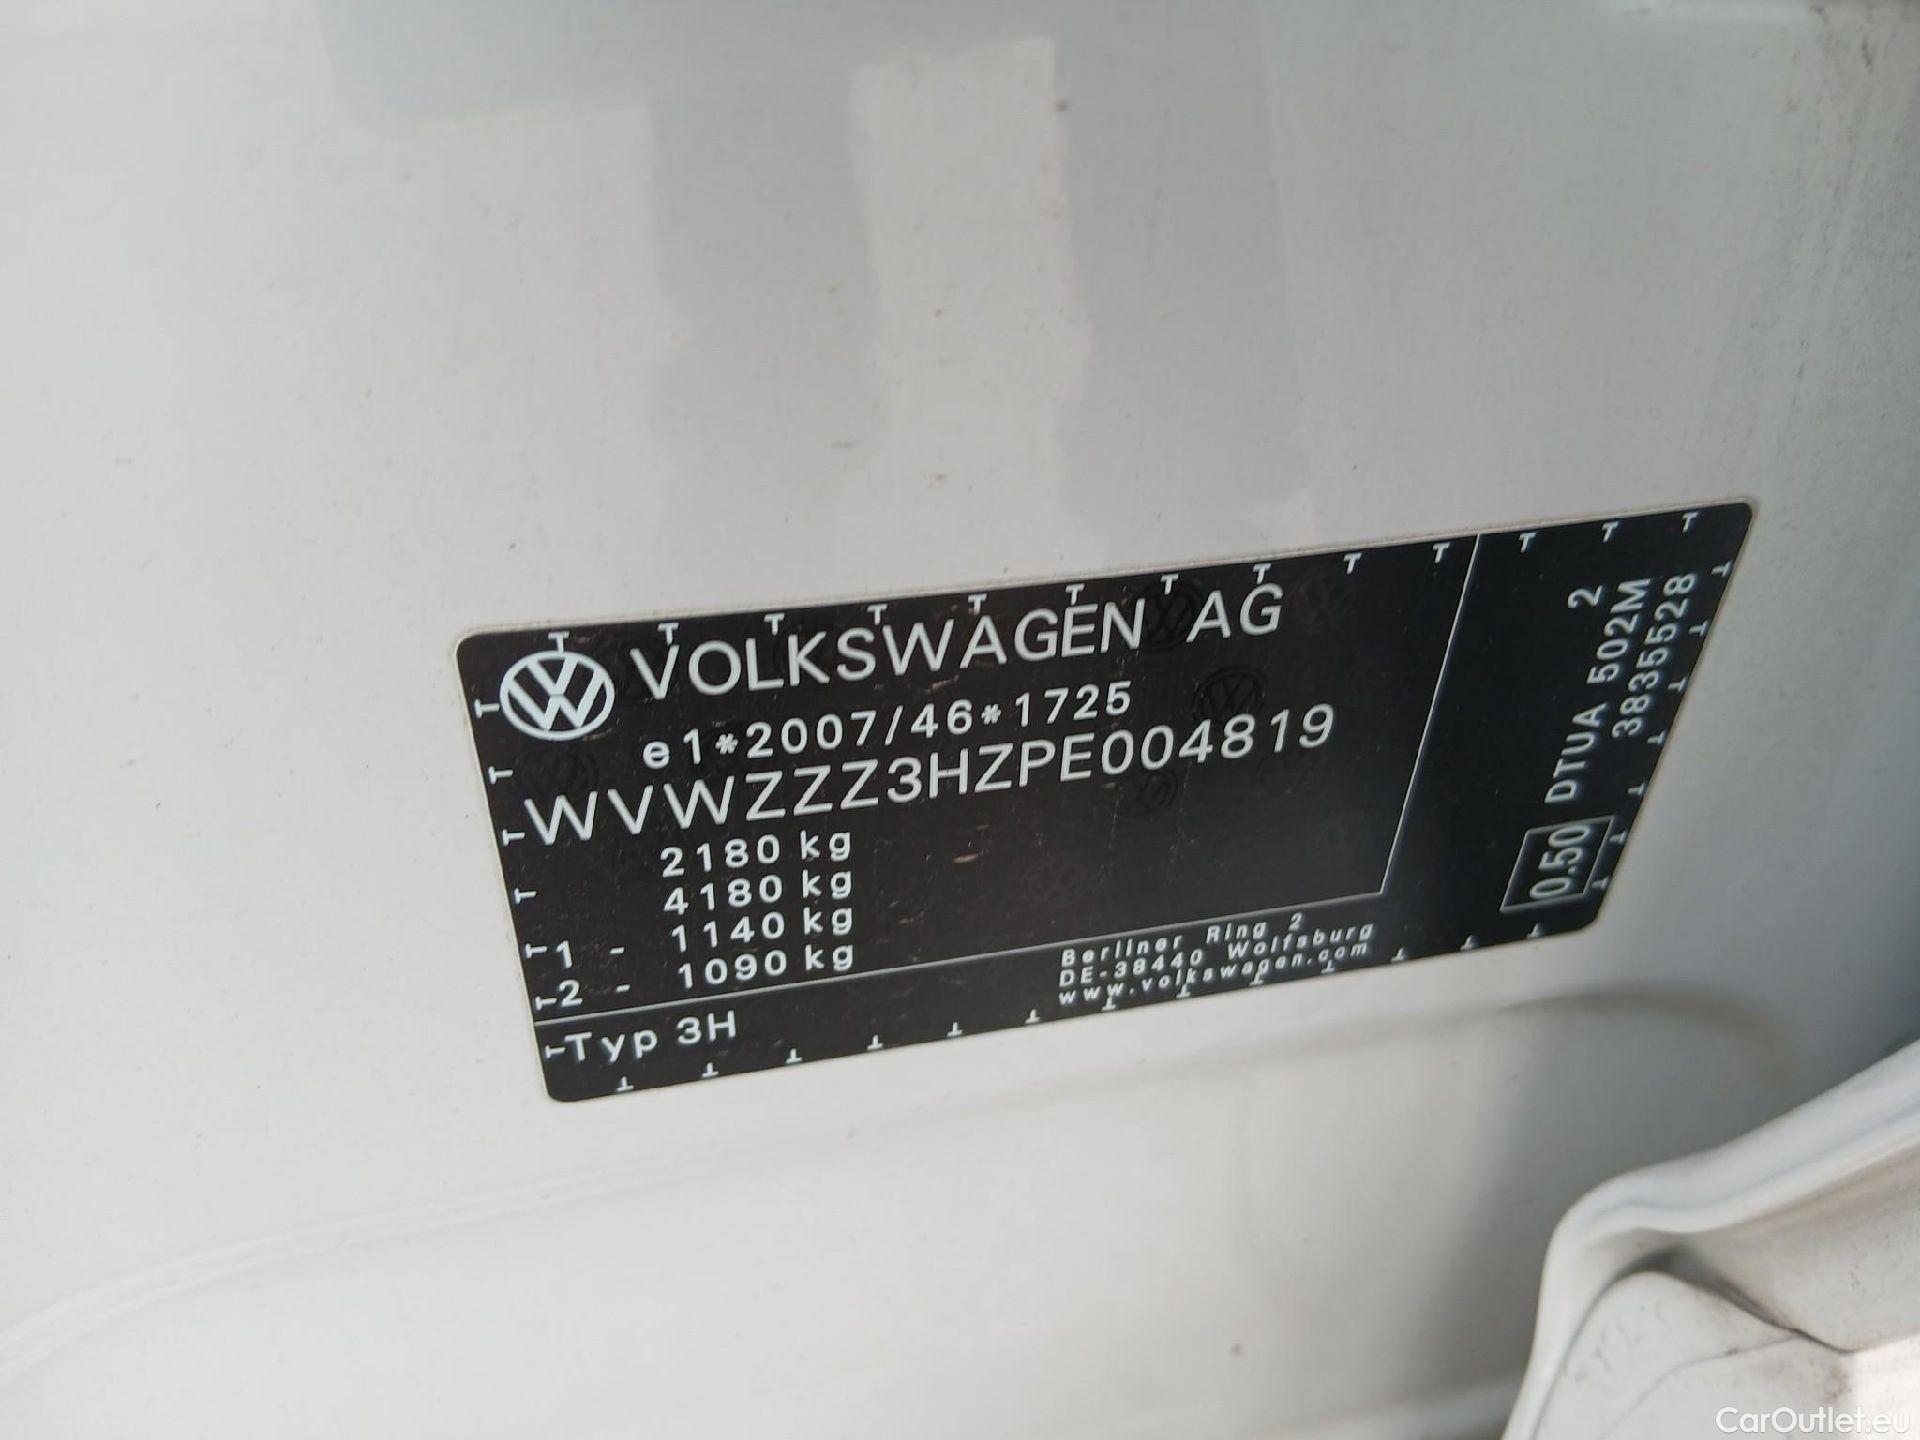 VOLKSWAGEN AG
e1*2007/46*1725
WVWZZZ3HZPE004819
2180 kg
4180 kg
1 - 1140 kg
2 - 1090 kg
Typ 3H
Berliner Ring 2
DE-38440 Wolfsburg
www.volkswagen.com
0.50
DTUA 502M
2
3835528
CarOutlet.eu